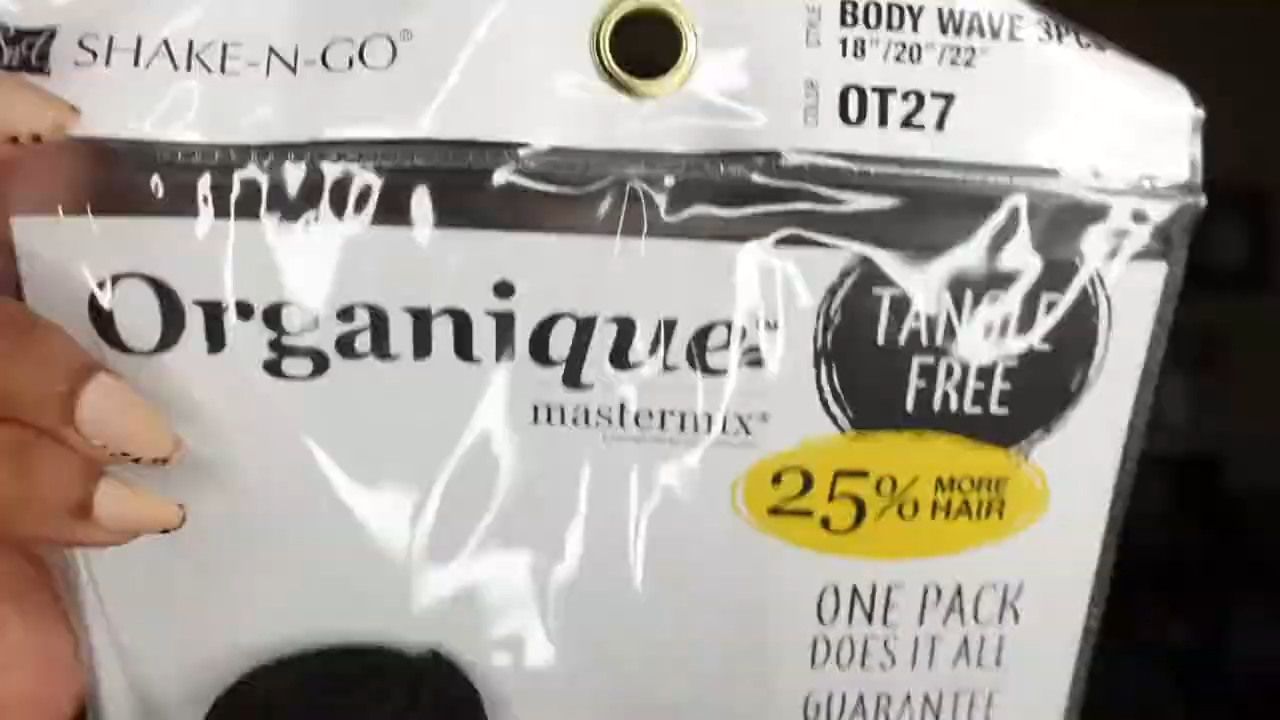 SHAKE-N-GO®
STYLE BODY WAVE 3PCS
18"/20"/22"
COLOR OT27
Organique™
mastermix®
TANGLE
FREE
25% MORE
HAIR
ONE PACK
DOES IT ALL
GUARANTEE